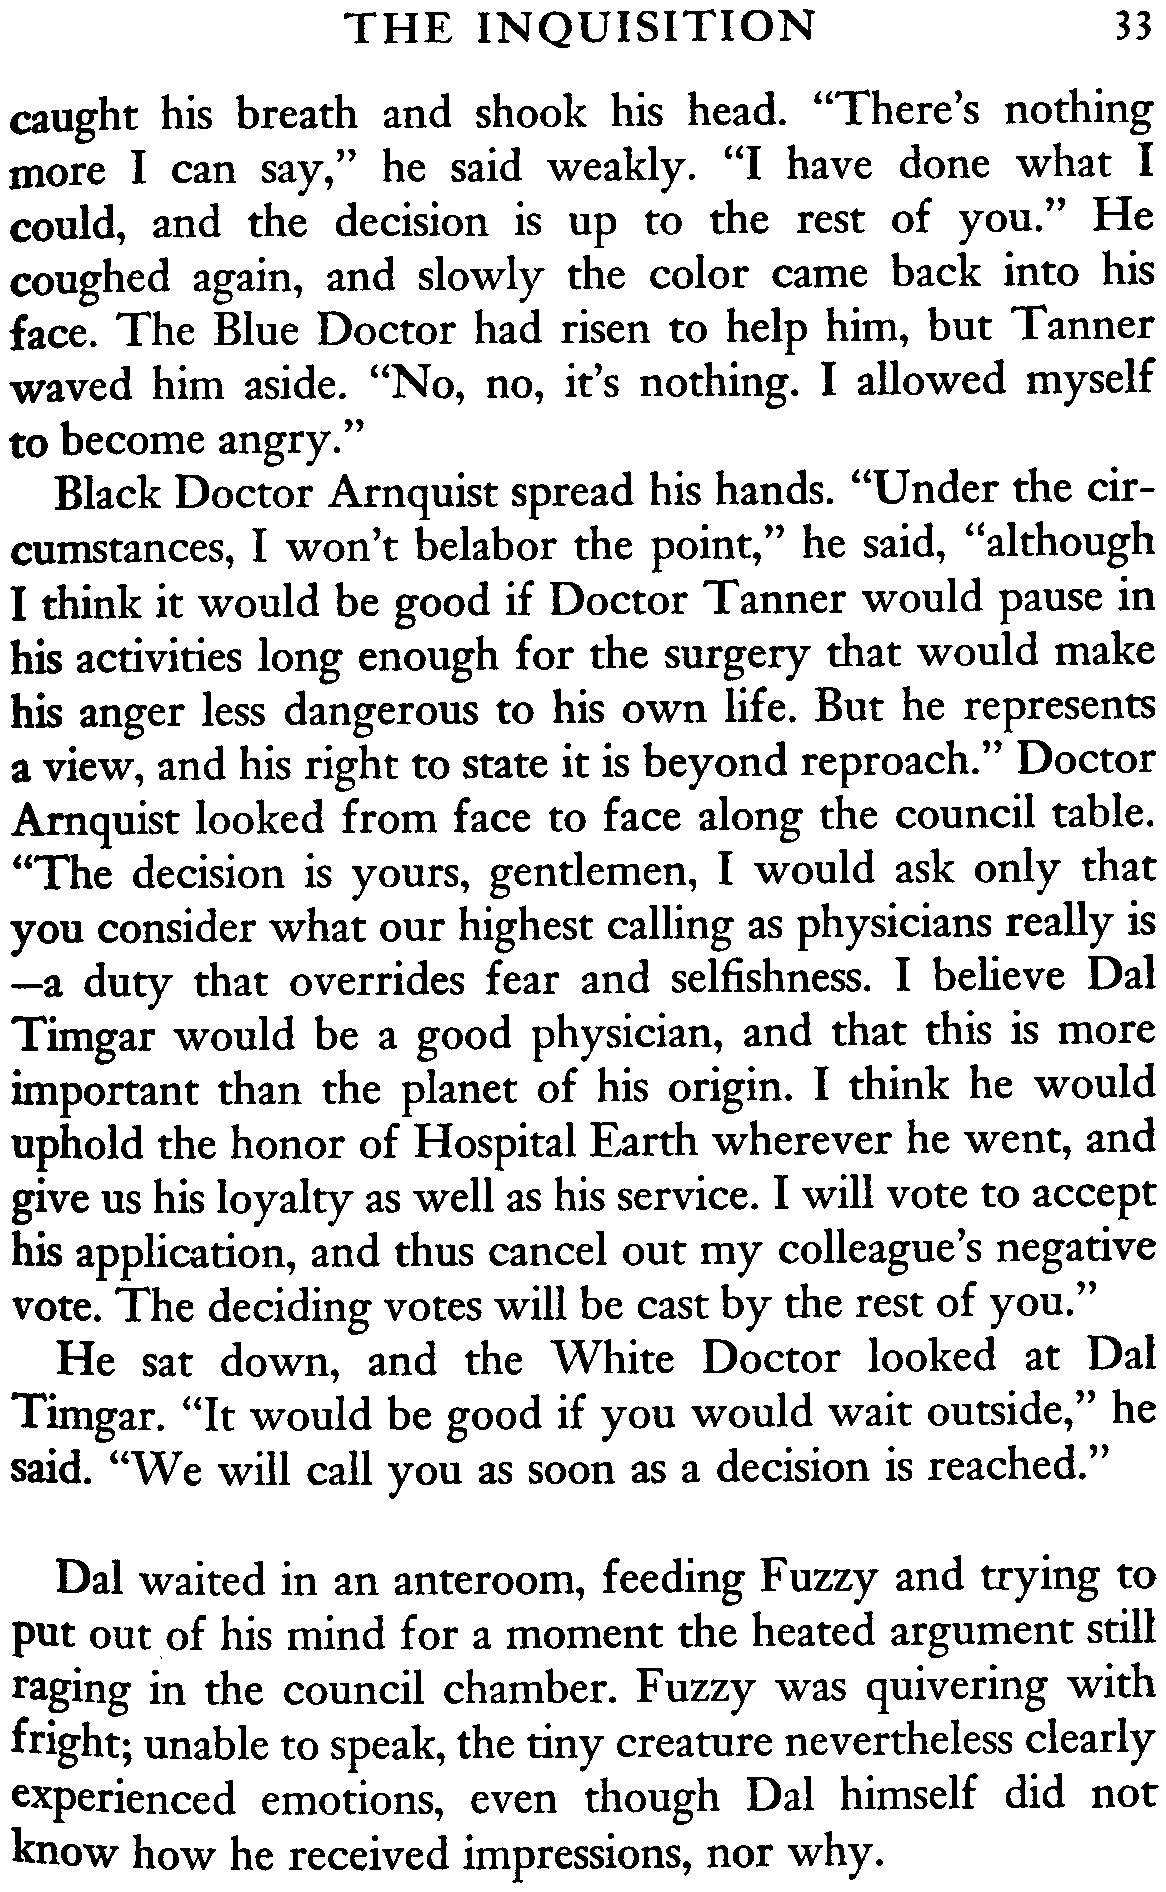 THE INQUISITION 33
caught his breath and shook his head. “There’s nothing
more I can say,” he said weakly. “I have done what I
could, and the decision is up to the rest of you.” He
coughed again, and slowly the color came back into his
face. The Blue Doctor had risen to help him, but Tanner
waved him aside. “No, no, it’s nothing. I allowed myself
to become angry.”
Black Doctor Arnquist spread his hands. “Under the cir-
cumstances, I won’t belabor the point,” he said, “although
I think it would be good if Doctor Tanner would pause in
his activities long enough for the surgery that would make
his anger less dangerous to his own life. But he represents
a view, and his right to state it is beyond reproach.” Doctor
Arnquist looked from face to face along the council table.
“The decision is yours, gentlemen, I would ask only that
you consider what our highest calling as physicians really is
—a duty that overrides fear and selfishness. I believe Dal
Timgar would be a good physician, and that this is more
important than the planet of his origin. I think he would
uphold the honor of Hospital Earth wherever he went, and
give us his loyalty as well as his service. I will vote to accept
his application, and thus cancel out my colleague’s negative
vote. The deciding votes will be cast by the rest of you.”
He sat down, and the White Doctor looked at Dal
Timgar. “It would be good if you would wait outside,” he
said. “We will call you as soon as a decision is reached.”
Dal waited in an anteroom, feeding Fuzzy and trying to
put out of his mind for a moment the heated argument still
raging in the council chamber. Fuzzy was quivering with
fright; unable to speak, the tiny creature nevertheless clearly
experienced emotions, even though Dal himself did not
know how he received impressions, nor why.